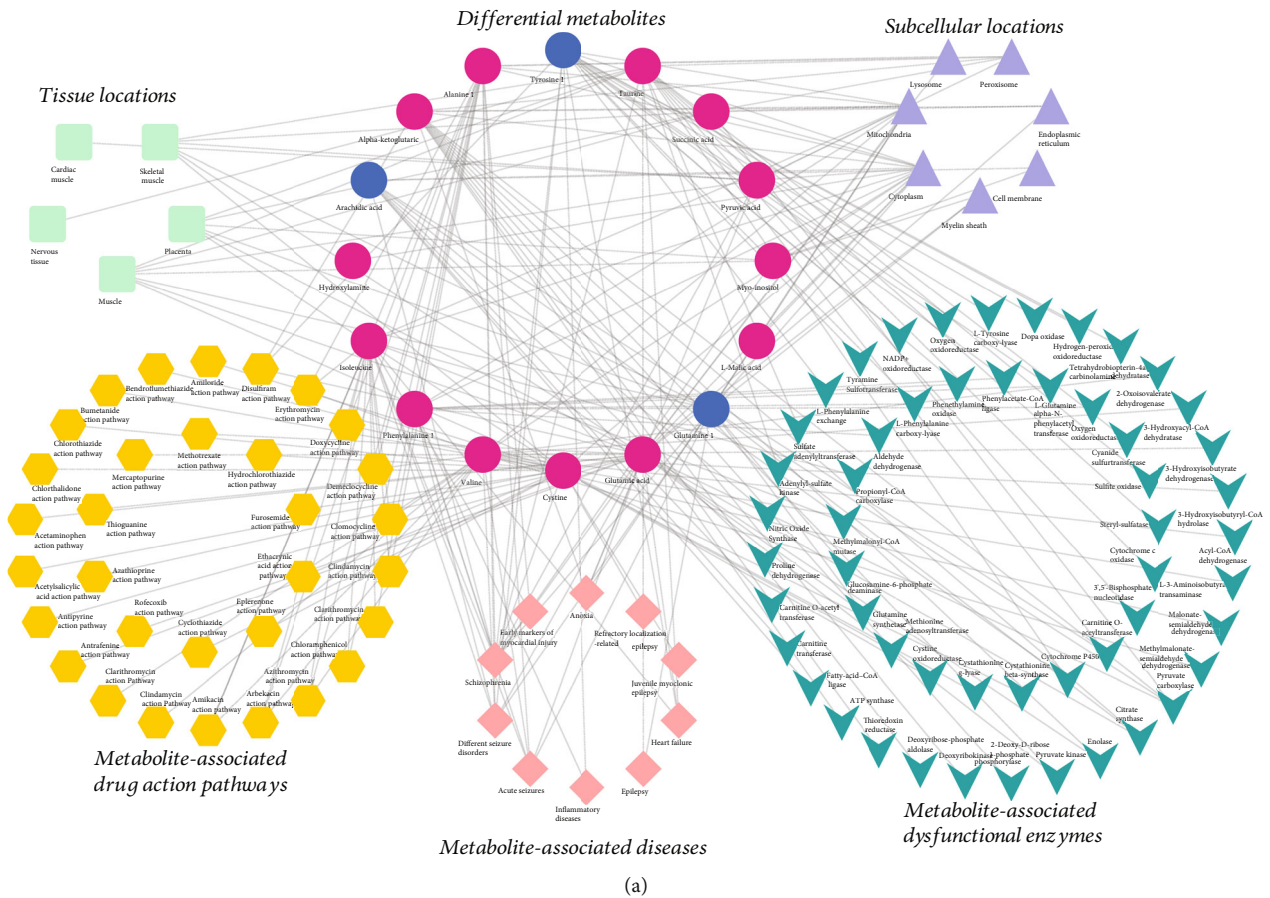 Differential metabolites
Subcellular locations
Tissue locations
Tyrosine 1
Alanine 1
Taurine
Alpha-ketoglutaric
Succinic acid
Arachidic acid
Pyruvic acid
Hydroxylamine
Myo-inositol
Isoleucine
L-Malic acid
Phenylalanine 1
Glutamine 1
Valine
Cystine
Glutamic acid
Lysosome
Peroxisome
Mitochondria
Endoplasmic
reticulum
Cytoplasm
Cell membrane
Myelin sheath
Cardiac
muscle
Skeletal
muscle
Nervous
tissue
Placenta
Muscle
Bendroflumethiazide
action pathway
Amiloride
action pathway
Disulfiram
action pathway
Erythromycin
action pathway
Bumetanide
action pathway
Doxycycline
action pathway
Chlorothiazide
action pathway
Methotrexate
action pathway
Mercaptopurine
action pathway
Hydrochlorothiazide
action pathway
Demeclocycline
action pathway
Chlorthalidone
action pathway
Thioguanine
action pathway
Furosemide
action pathway
Clomocycline
action pathway
Acetaminophen
action pathway
Ethacrynic
acid action
pathway
Clindamycin
action pathway
Azathioprine
action pathway
Acetylsalicylic
acid action pathway
Antipyrine
action pathway
Rofecoxib
action pathway
Cyclothiazide
action pathway
Eplerenone
action pathway
Clarithromycin
action pathway
Antrafenine
action pathway
Chloramphenicol
action pathway
Clarithromycin
action Pathway
Azithromycin
action pathway
Clindamycin
action Pathway
Amikacin
action pathway
Arbekacin
action pathway
Metabolite-associated
drug action pathways
Anoxia
Early markers of
myocardial injury
Refractory localization
-related
epilepsy
Schizophrenia
Juvenile myoclonic
epilepsy
Different seizure
disorders
Heart failure
Acute seizures
Inflammatory
diseases
Epilepsy
Metabolite-associated diseases
L-Tyrosine
carboxy-lyase
Dopa oxidase
Oxygen
oxidoreductase
Hydrogen-peroxide
oxidoreductase
NADP+
oxidoreductase
Tetrahydrobiopterin-4a
carbinolamine dehydratase
Tyramine
Sulfotransferase
Phenethylamine
oxidase
Phenylacetate-CoA
ligase
L-Glutamine
alpha-N-
phenylacetyl
transferase
2-Oxoisovalerate
dehydrogenase
L-Phenylalanine
exchange
L-Phenylalanine
carboxy-lyase
Oxygen
oxidoreductase
3-Hydroxyacyl-CoA
dehydratase
Sulfate
adenylyltransferase
Aldehyde
dehydrogenase
Cyanide
sulfurtransferase
3-Hydroxyisobutyrate
dehydrogenase
Adenylyl-sulfate
kinase
Propionyl-CoA
carboxylase
Sulfite oxidase
Nitric Oxide
Synthase
Methylmalonyl-CoA
mutase
Steryl-sulfatase
3-Hydroxyisobutyryl-CoA
hydrolase
Proline
dehydrogenase
Cytochrome c
oxidase
Acyl-CoA
dehydrogenase
Glucosamine-6-phosphate
deaminase
3',5'-Bisphosphate
nucleotidase
L-3-Aminoisobutyrate
transaminase
Carnitine O-acetyl
transferase
Glutamine
synthetase
Methionine
adenosyltransferase
Carnitine O-
aceyltransferase
Malonate-
semialdehyde
dehydrogenase
Carnitine
transferase
Cystine
oxidoreductase
Cystathionine
g-lyase
Cystathionine
beta-synthase
Cytochrome P450
Methylmalonate-
semialdehyde
dehydrogenase
Fatty-acid–CoA
ligase
Pyruvate
carboxylase
ATP synthase
Citrate
synthase
Thioredoxin
reductase
Deoxyribose-phosphate
aldolase
Deoxyribokinase
2-Deoxy-D-ribose
1-phosphate
phosphorylase
Pyruvate kinase
Enolase
Metabolite-associated
dysfunctional enzymes
(a)